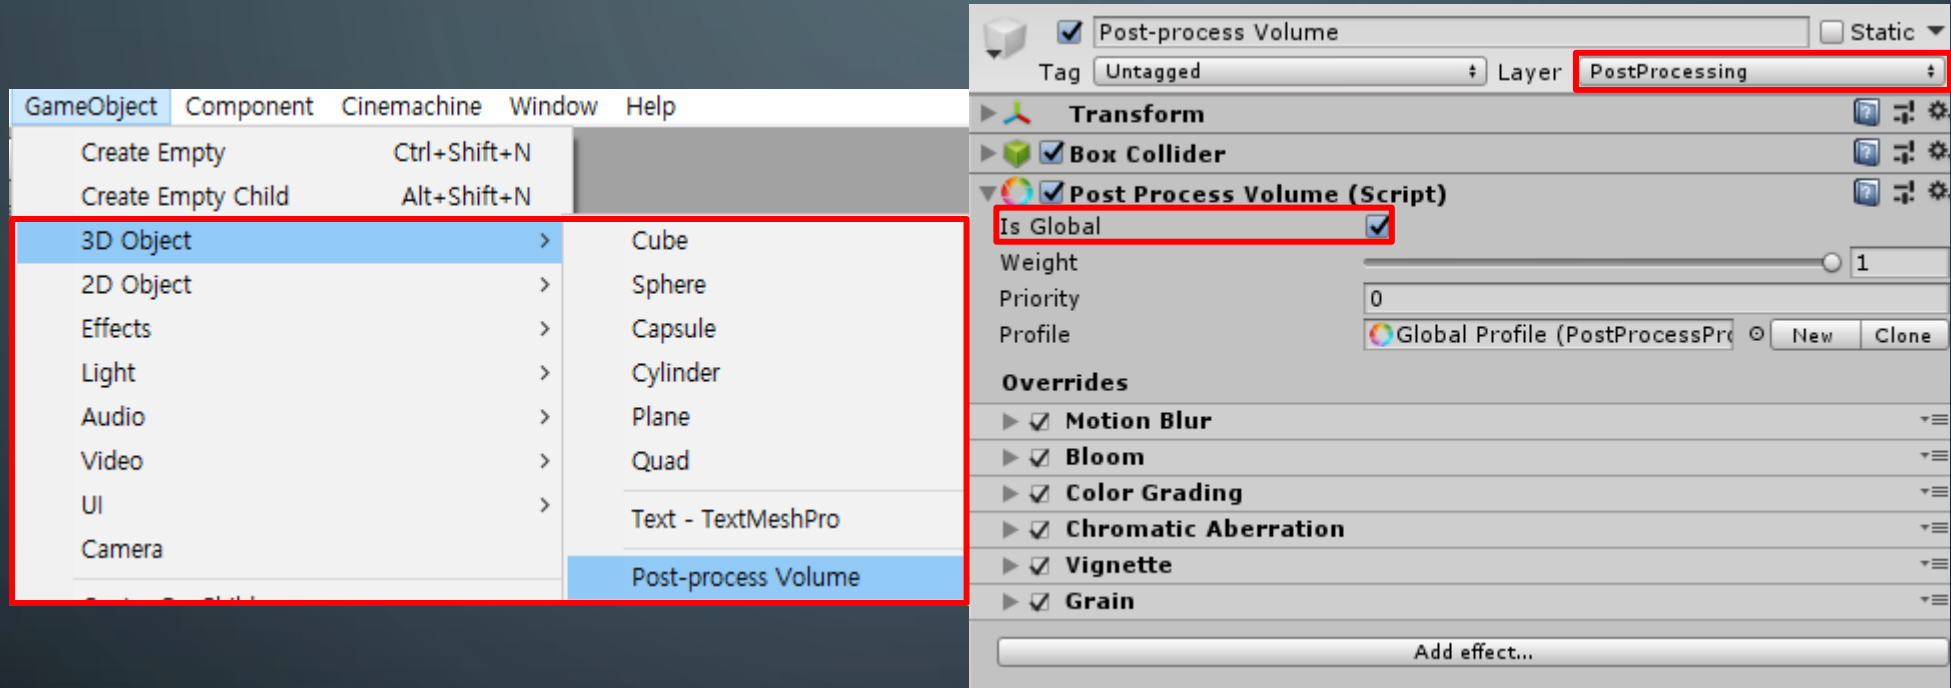 GameObject Component Cinemachine Window Help
Create Empty Ctrl+Shift+N
Create Empty Child Alt+Shift+N
3D Object
2D Object
Effects
Light
Audio
Video
UI
Camera
Cube
Sphere
Capsule
Cylinder
Plane
Quad
Text - TextMeshPro
Post-process Volume
Post-process Volume Static
Tag Untagged Layer PostProcessing
Transform
Box Collider
Post Process Volume (Script)
Is Global
Weight 1
Priority 0
Profile Global Profile (PostProcessPro New Clone
Overrides
Motion Blur
Bloom
Color Grading
Chromatic Aberration
Vignette
Grain
Add effect...